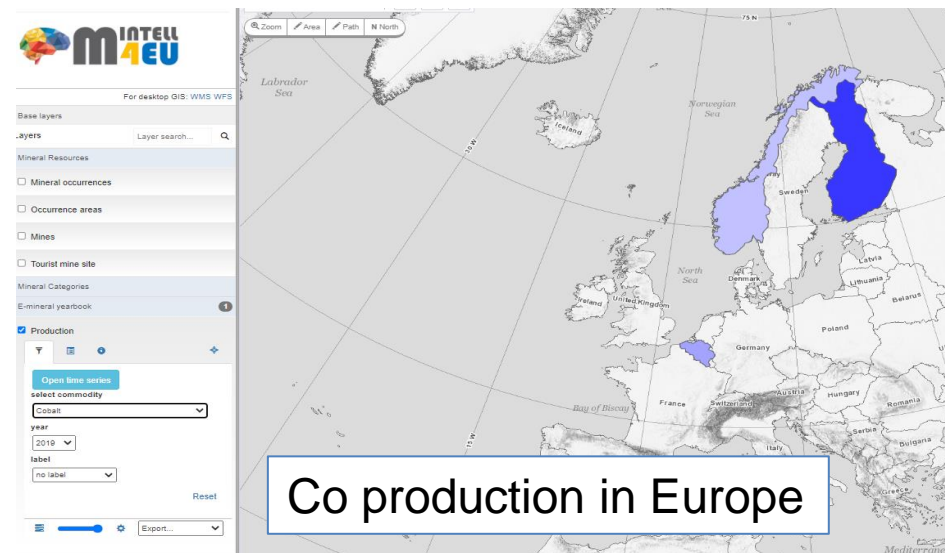 MINTELL
4EU
For desktop GIS: WMS WFS
Base layers
Layers
Layer search...
Mineral Resources
Mineral occurrences
Occurrence areas
Mines
Tourist mine site
Mineral Categories
E-mineral yearbook
1
Production
Open time series
select commodity
Cobalt
year
2019
label
no label
Reset
Export...
Zoom
Area
Path
N North
75 N
Labrador
Sea
Norwegian
Sea
Iceland
30 W
Sweden
Latvia
North
Sea
Denmark
Lithuania
Belarus
Ireland
United Kingdom
Poland
Germany
Bay of Biscay
France
Switzerland
Austria
Hungary
Romania
Serbia
Bulgaria
Italy
15 W
Greece
Co production in Europe